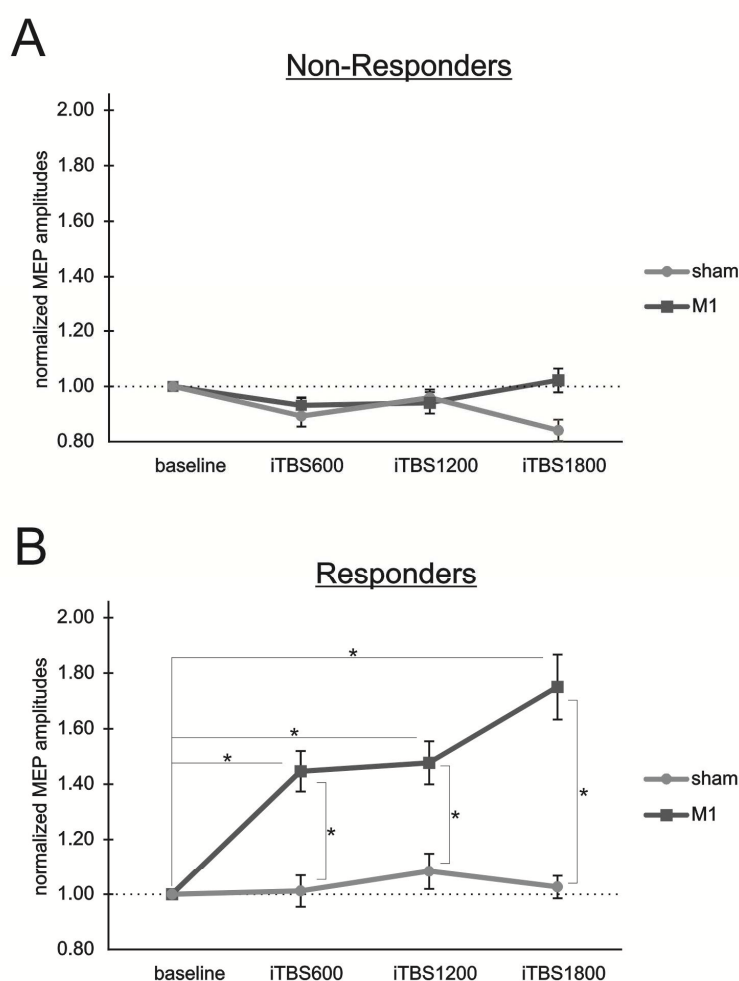 A
Non-Responders
normalized MEP amplitudes
2.00
1.80
1.60
1.40
1.20
1.00
0.80
baseline iTBS600 iTBS1200 iTBS1800
sham
M1
B
Responders
normalized MEP amplitudes
2.00
1.80
1.60
1.40
1.20
1.00
0.80
*
*
*
*
*
*
baseline iTBS600 iTBS1200 iTBS1800
sham
M1